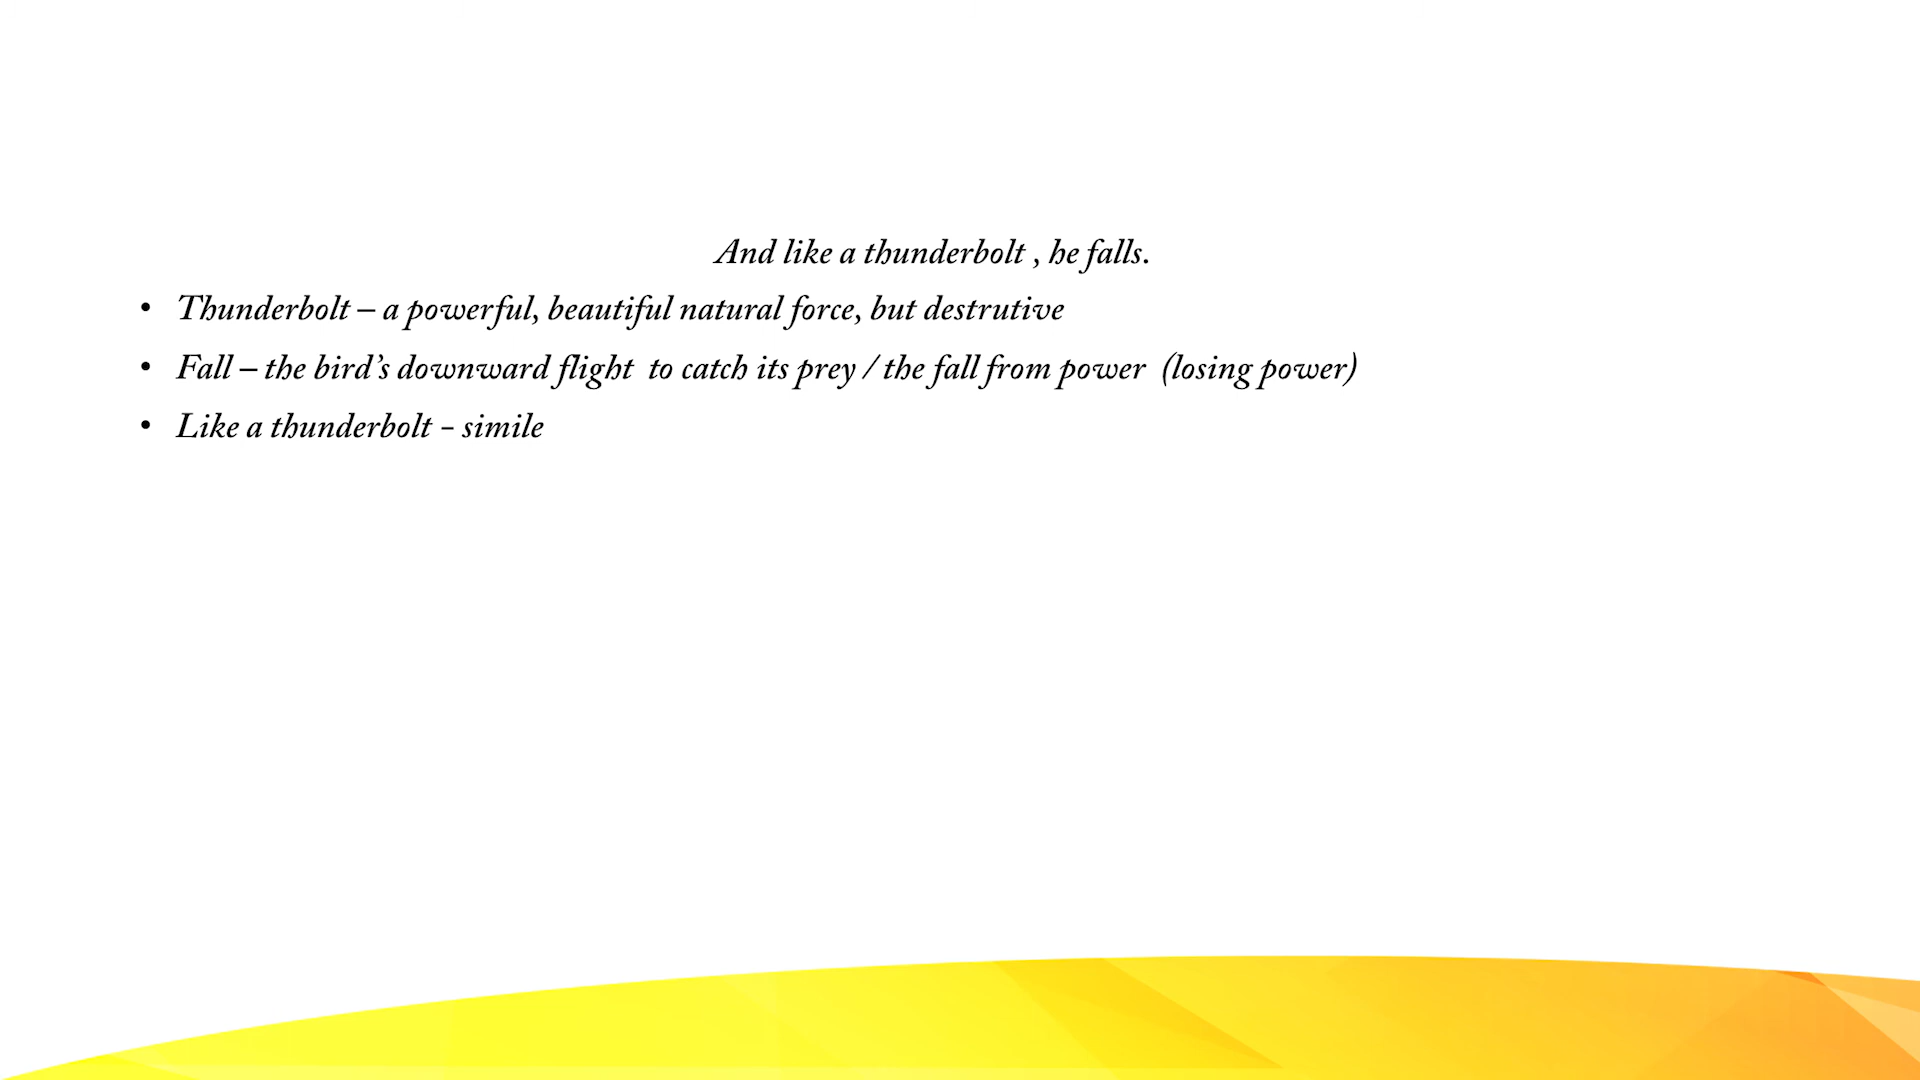 And like a thunderbolt , he falls.
• Thunderbolt – a powerful, beautiful natural force, but destrutive
• Fall – the bird’s downward flight  to catch its prey / the fall from power  (losing power)
• Like a thunderbolt - simile